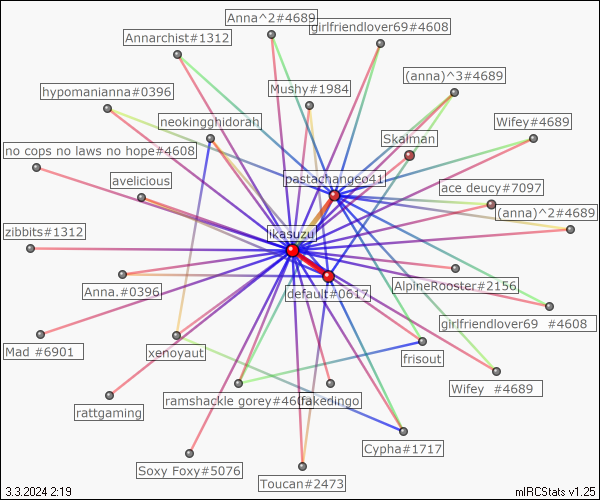 Anna^2#4689
girlfriendlover69#4608
Annarchist#1312
(anna)^3#4689
hypomanianna#0396
Mushy#1984
neokingghidorah
Wifey#4689
Skalman
no cops no laws no hope#4608
pastachangeo41
avelicious
ace deucy#7097
(anna)^2#4689
zibbits#1312
ikasuzu
Anna.#0396
default#0617
AlpineRooster#2156
girlfriendlover69 #4608
Mad #6901
xenoyaut
frisout
Wifey #4689
ramshackle gorey#460
fakedingo
rattgaming
Cypha#1717
Soxy Foxy#5076
Toucan#2473
3.3.2024 2:19
mIRCStats v1.25